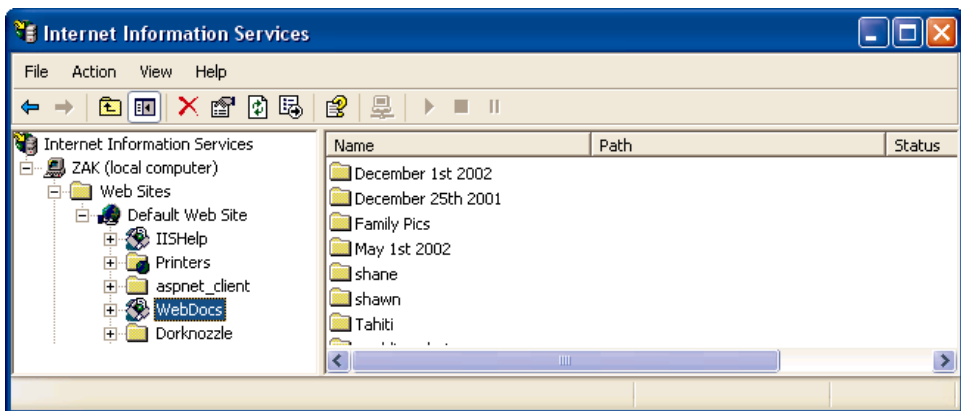 Internet Information Services
File Action View Help
Internet Information Services
ZAK (local computer)
Web Sites
Default Web Site
IISHelp
Printers
aspnet_client
WebDocs
Dorknozzle
Name Path Status
December 1st 2002
December 25th 2001
Family Pics
May 1st 2002
shane
shawn
Tahiti